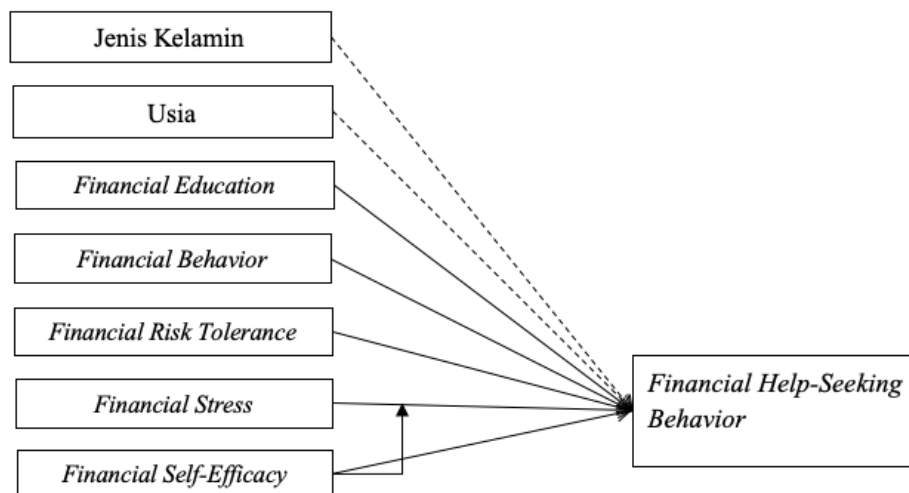 Jenis Kelamin
Usia
Financial Education
Financial Behavior
Financial Risk Tolerance
Financial Stress
Financial Self-Efficacy
Financial Help-Seeking
Behavior